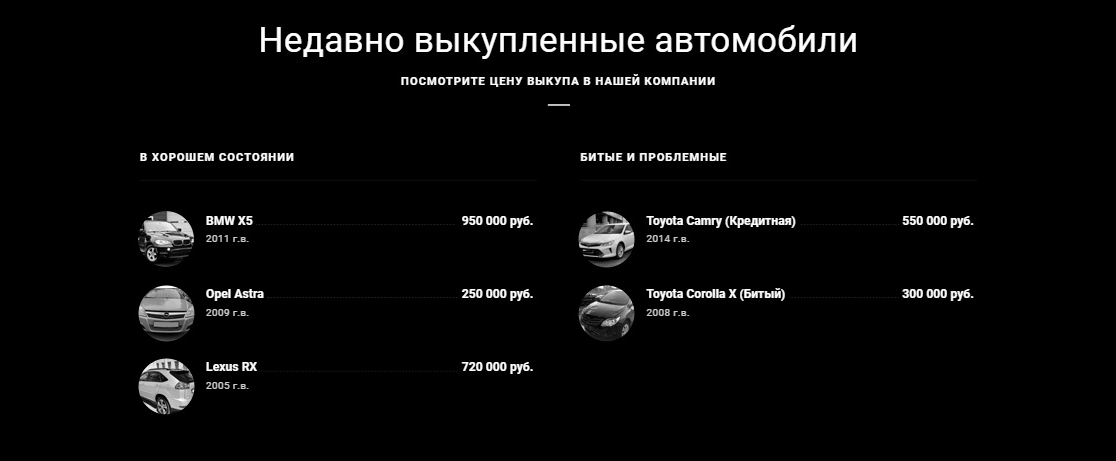 Недавно выкупленные автомобили
ПОСМОТРИТЕ ЦЕНУ ВЫКУПА В НАШЕЙ КОМПАНИИ
В ХОРОШЕМ СОСТОЯНИИ
BMW X5 950 000 руб.
2011 г.в.
Opel Astra 250 000 руб.
2009 г.в.
Lexus RX 720 000 руб.
2005 г.в.
БИТЫЕ И ПРОБЛЕМНЫЕ
Toyota Camry (Кредитная) 550 000 руб.
2014 г.в.
Toyota Corolla X (Битый) 300 000 руб.
2008 г.в.